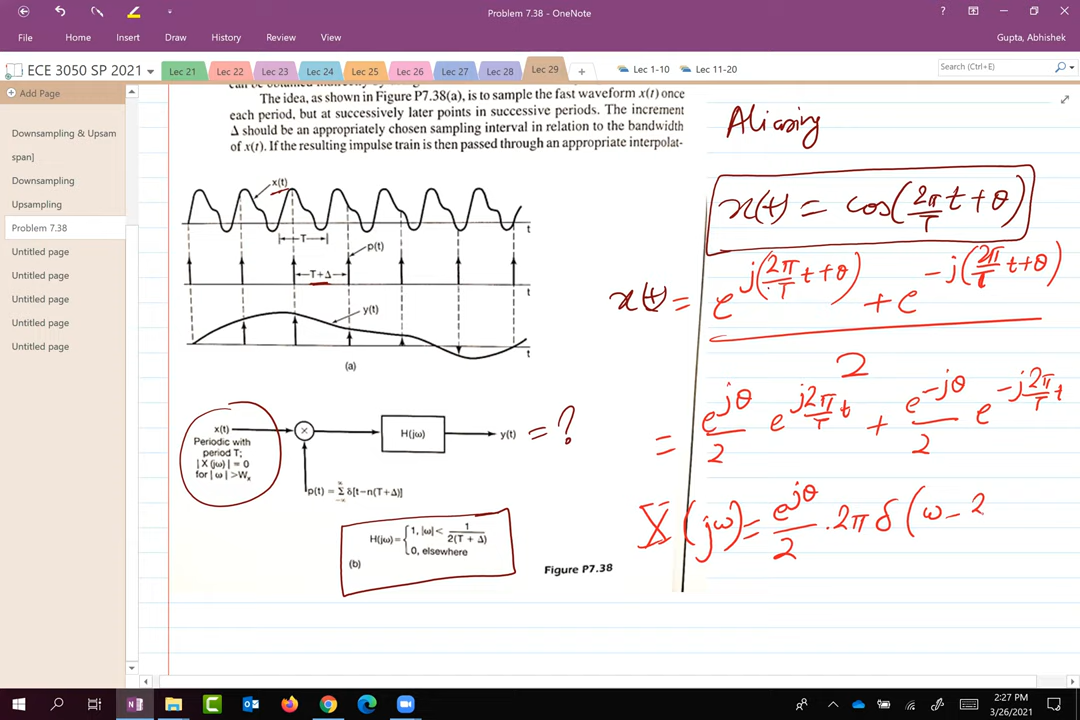 Problem 7.38 - OneNote
File Home Insert Draw History Review View
Gupta, Abhishek
ECE 3050 SP 2021
Lec 21 Lec 22 Lec 23 Lec 24 Lec 25 Lec 26 Lec 27 Lec 28 Lec 29 + Lec 1-10 Lec 11-20
Search (Ctrl+E)
Add Page
Downsampling & Upsam
span]
Downsampling
Upsampling
Problem 7.38
Untitled page
Untitled page
Untitled page
Untitled page
Untitled page
The idea, as shown in Figure P7.38(a), is to sample the fast waveform x(t) once
each period, but at successively later points in successive periods. The increment
Δ should be an appropriately chosen sampling interval in relation to the bandwidth
of x(t). If the resulting impulse train is then passed through an appropriate interpolat-
x(t)
t
T
p(t)
T+Δ
t
y(t)
t
(a)
x(t)
Periodic with
period T;
|X(jω)| = 0
for |ω| > Wx
×
H(jω)
y(t)
= ?
p(t) = Σ δ[t-n(T+Δ)]
∞
-∞
H(jω) = { 1, |ω| < 1/2(T + Δ)
0, elsewhere
(b)
Figure P7.38
Aliasing
x(t) = cos(2π/T t + θ)
x(t) = e^{j(2π/T t + θ)} + e^{-j(2π/T t + θ)}
2
= e^{jθ}/2 e^{j2π/T t} + e^{-jθ}/2 e^{-j2π/T t}
X(jω) = e^{jθ}/2 . 2π δ(ω - 2
2:27 PM
3/26/2021